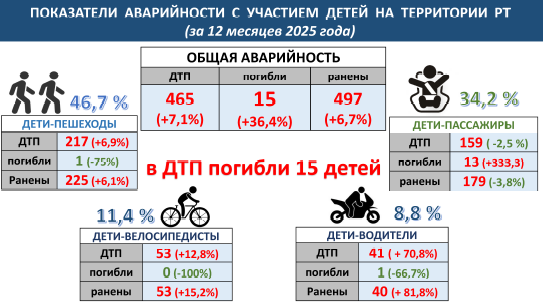 ПОКАЗАТЕЛИ АВАРИЙНОСТИ С УЧАСТИЕМ ДЕТЕЙ НА ТЕРРИТОРИИ РТ
(за 12 месяцев 2025 года)
ОБЩАЯ АВАРИЙНОСТЬ
ДТП погибли ранены
465 15 497
(+7,1%) (+36,4%) (+6,7%)
46,7 %
ДЕТИ-ПЕШЕХОДЫ
ДТП 217 (+6,9%)
погибли 1 (-75%)
Ранены 225 (+6,1%)
34,2 %
ДЕТИ-ПАССАЖИРЫ
ДТП 159 ( -2,5 %)
погибли 13 (+333,3)
Ранены 179 (-3,8%)
в ДТП погибли 15 детей
11,4 %
ДЕТИ-ВЕЛОСИПЕДИСТЫ
ДТП 53 (+12,8%)
погибли 0 (-100%)
ранены 53 (+15,2%)
8,8 %
ДЕТИ-ВОДИТЕЛИ
ДТП 41 ( + 70,8%)
погибли 1 (-66,7%)
ранены 40 (+ 81,8%)